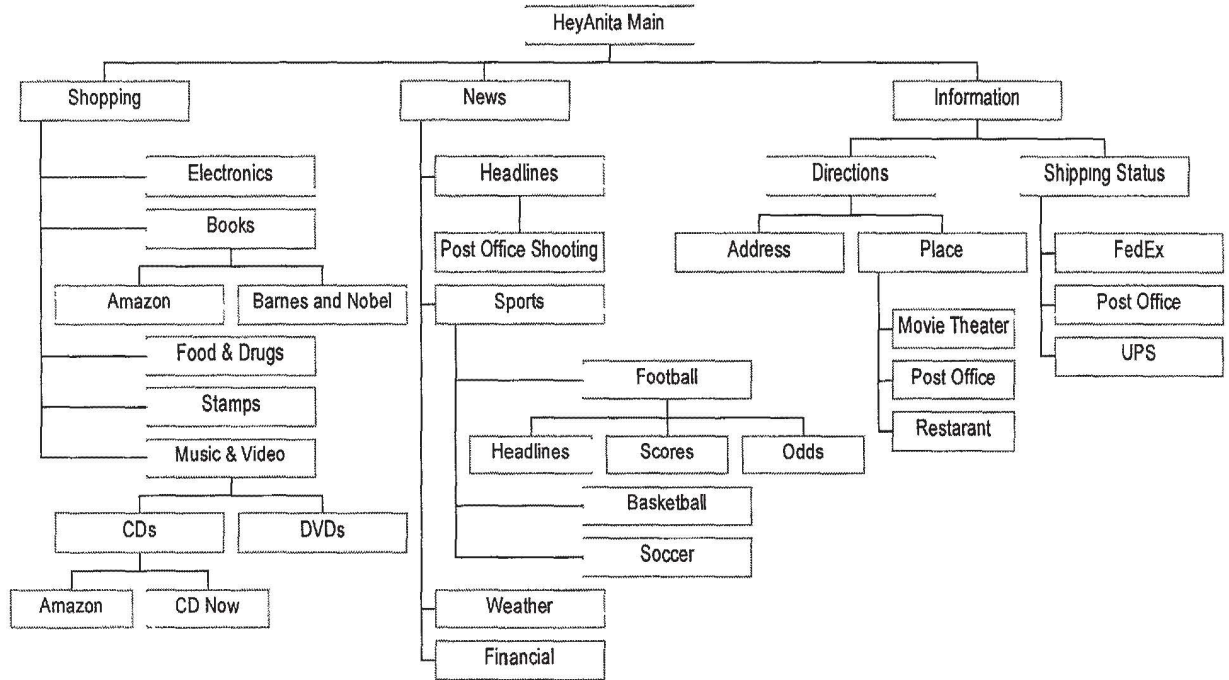 HeyAnita Main
Shopping
News
Information
Electronics
Books
Amazon
Barnes and Nobel
Food & Drugs
Stamps
Music & Video
CDs
DVDs
Amazon
CD Now
Headlines
Post Office Shooting
Sports
Football
Headlines
Scores
Odds
Basketball
Soccer
Weather
Financial
Directions
Shipping Status
Address
Place
Movie Theater
Post Office
Restarant
FedEx
Post Office
UPS